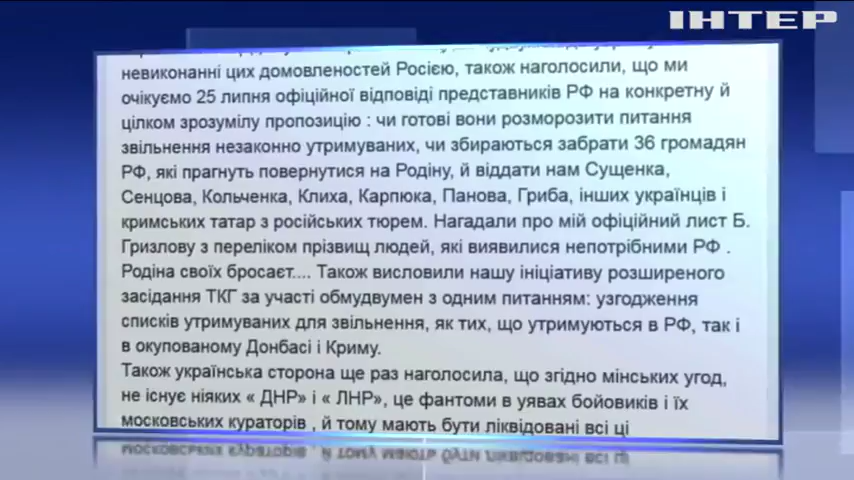 ІНТЕР
невиконанні цих домовленостей Росією, також наголосили, що ми
очікуємо 25 липня офіційної відповіді представників РФ на конкретну й
цілком зрозумілу пропозицію : чи готові вони розморозити питання
звільнення незаконно утримуваних, чи збираються забрати 36 громадян
РФ, які прагнуть повернутися на Родіну, й віддати нам Сущенка,
Сенцова, Кольченка, Клиха, Карпюка, Панова, Гриба, інших українців і
кримських татар з російських тюрем. Нагадали про мій офіційний лист Б.
Гризлову з переліком прізвищ людей, які виявилися непотрібними РФ .
Родіна своїх бросаєт.... Також висловили нашу ініціативу розширеного
засідання ТКГ за участі обмудвумен з одним питанням: узгодження
списків утримуваних для звільнення, як тих, що утримуються в РФ, так і
в окупованому Донбасі і Криму.
Також українська сторона ще раз наголосила, що згідно мінських угод,
не існує ніяких « ДНР» і « ЛНР», це фантоми в уявах бойовиків і їх
московських кураторів , й тому мають бути ліквідовані всі ці